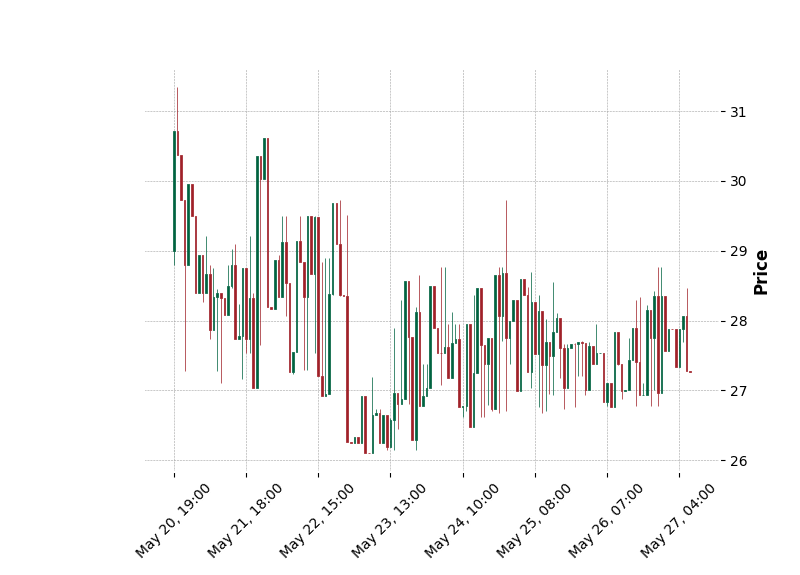 31
30
29
28
27
26
Price
May 20, 19:00
May 21, 18:00
May 22, 15:00
May 23, 13:00
May 24, 10:00
May 25, 08:00
May 26, 07:00
May 27, 04:00